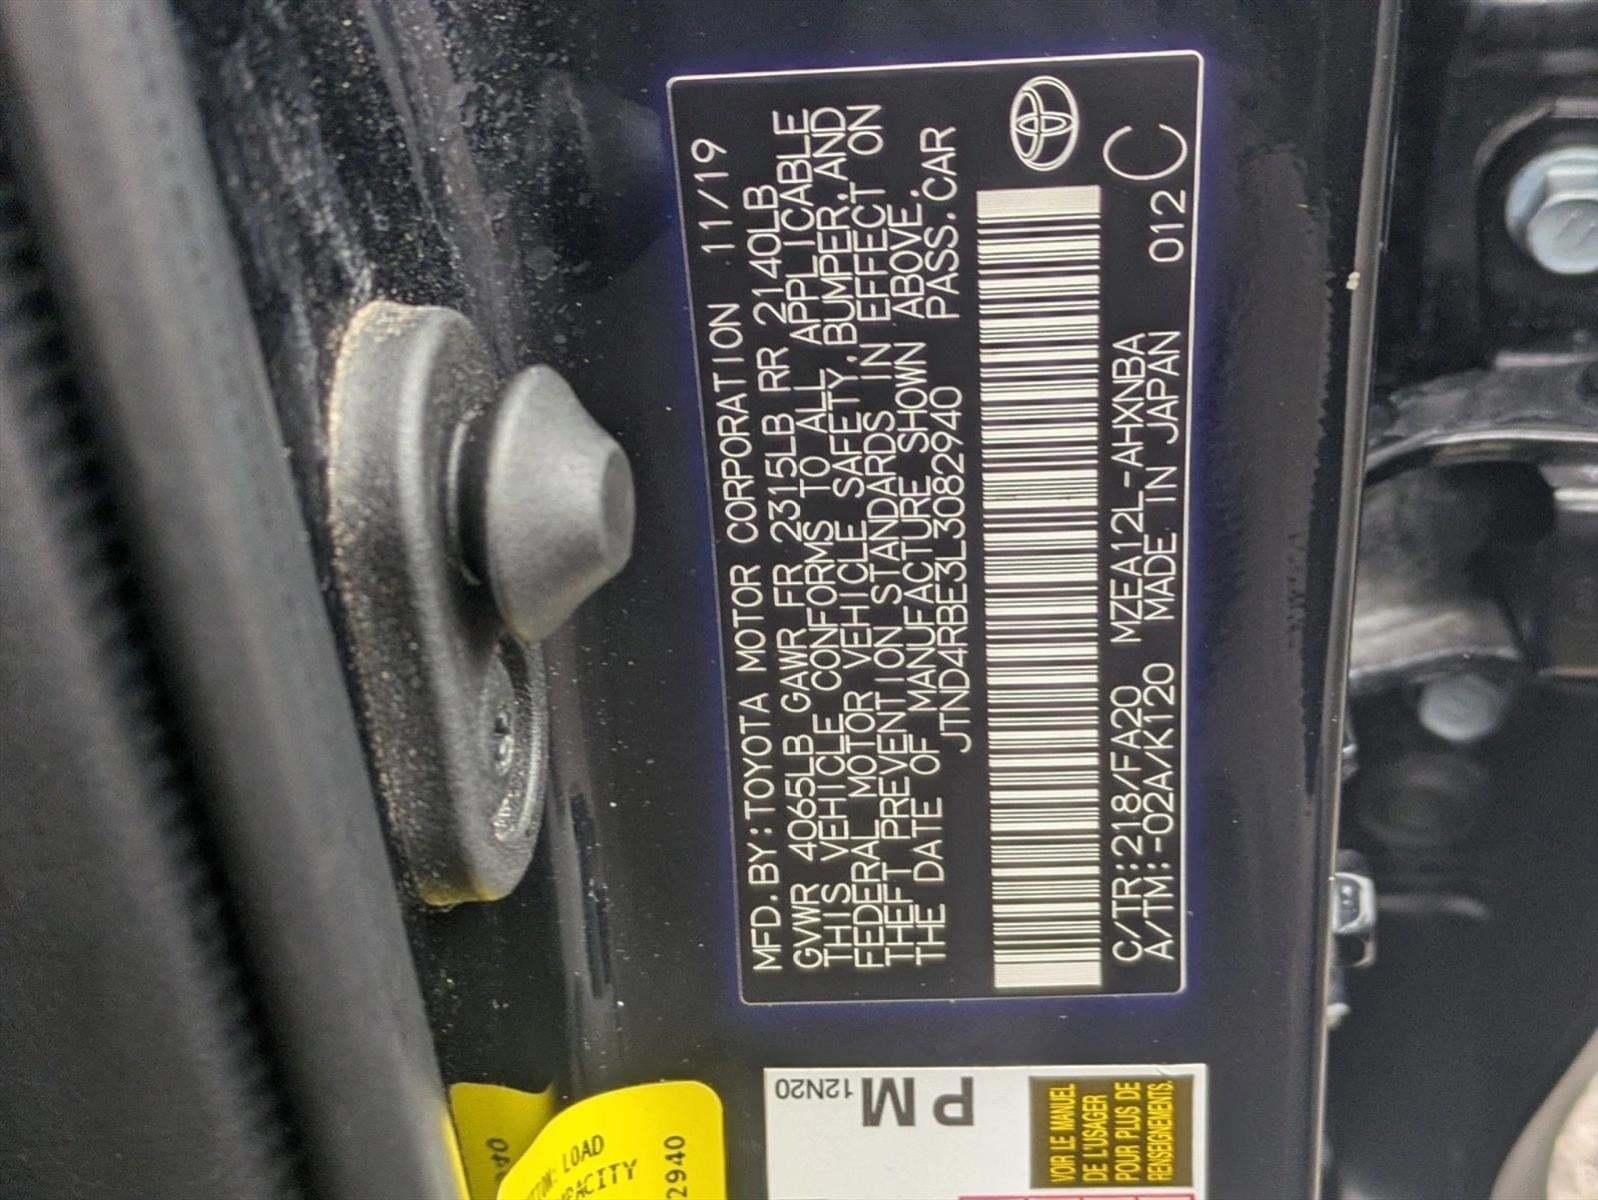 MFD.BY:TOYOTA MOTOR CORPORATION 11/19
GVWR 4065LB GAWR FR 2315LB RR 2140LB
THIS VEHICLE CONFORMS TO ALL APPLICABLE
FEDERAL MOTOR VEHICLE SAFETY, BUMPER, AND
THEFT PREVENTION STANDARDS IN EFFECT ON
THE DATE OF MANUFACTURE SHOWN ABOVE.
JTND4RBE3L3082940 PASS.CAR
C/TR:218/FA20 MZEA12L-AHXNBA
A/TM:-02A/K120 MADE IN JAPAN
012 C
PM
12N20
VOIR LE MANUEL
DE L'USAGER
POUR PLUS DE
RENSEIGNEMENTS.
LOAD
2940